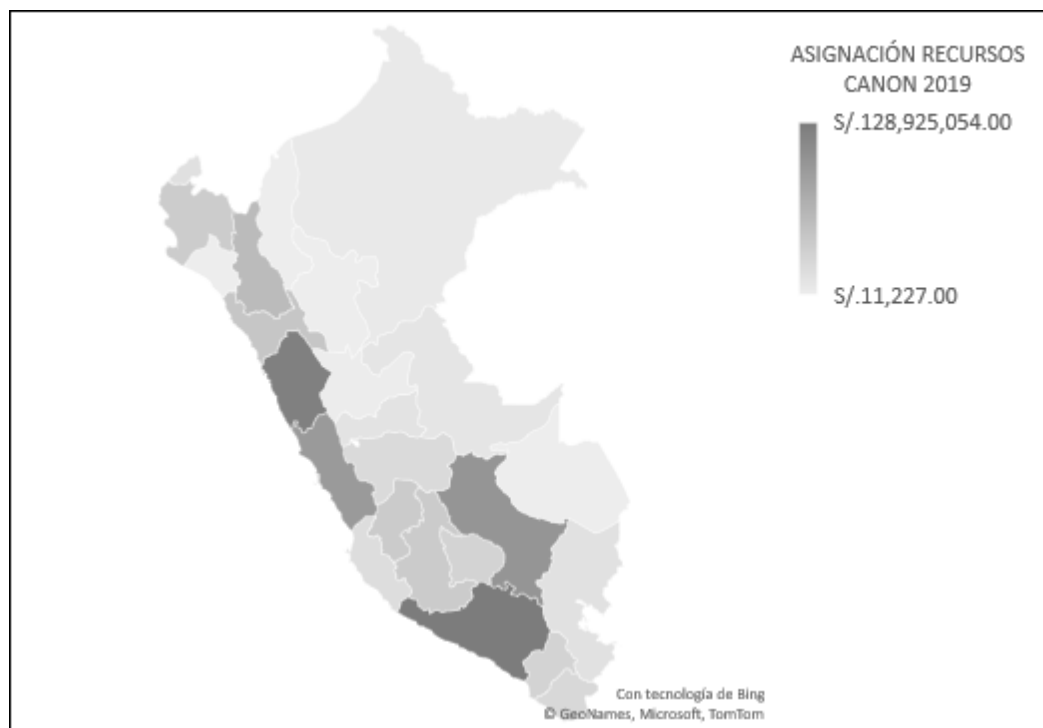 ASIGNACIÓN RECURSOS
CANON 2019
S/.128,925,054.00
S/.11,227.00
Con tecnología de Bing
© GeoNames, Microsoft, TomTom